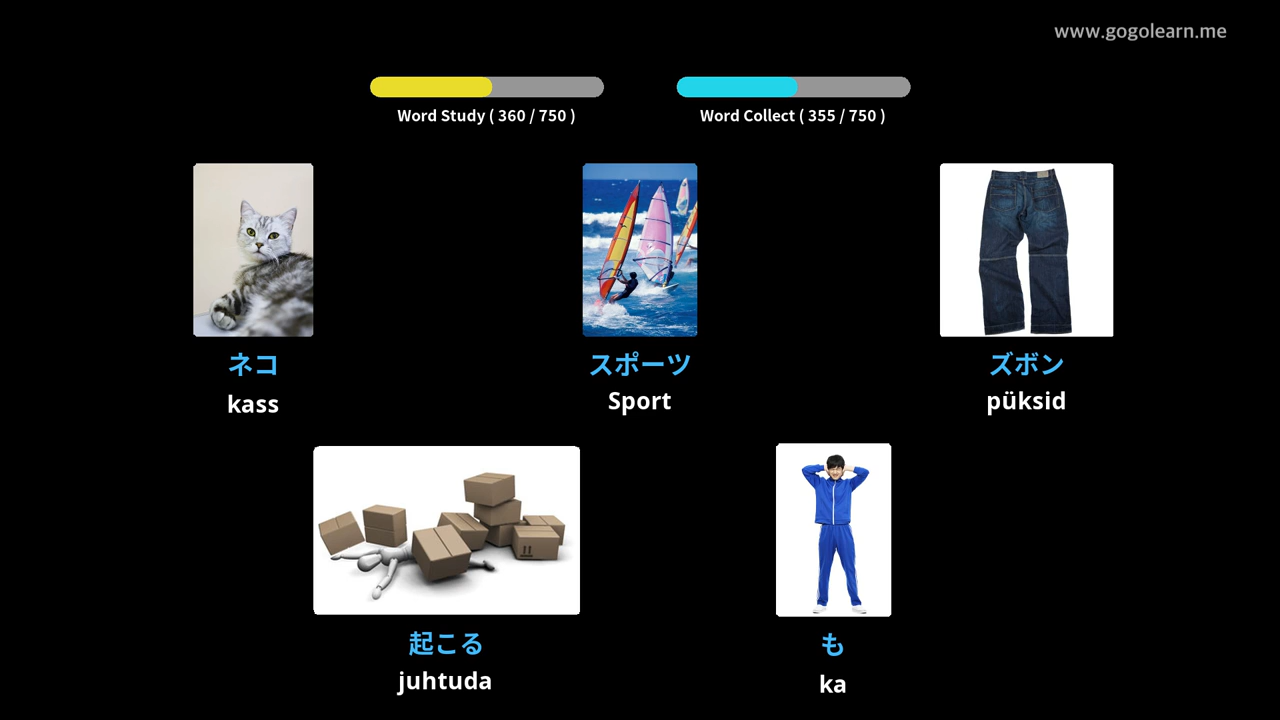 www.gogolearn.me
Word Study ( 360 / 750 )
Word Collect ( 355 / 750 )
ネコ
kass
スポーツ
Sport
ズボン
püksid
起こる
juhtuda
も
ka